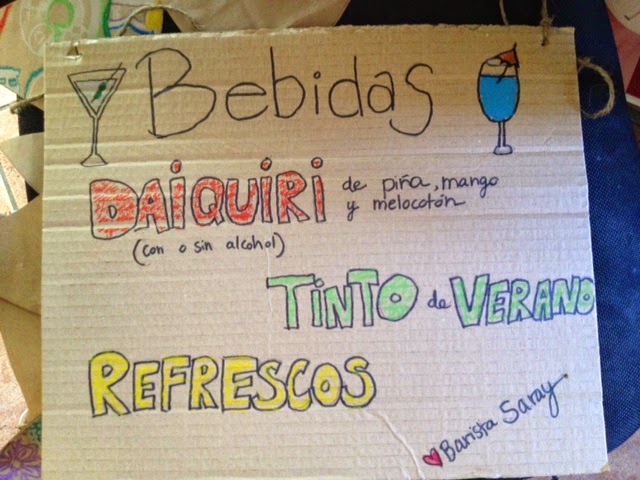 Bebidas
DAIQUIRI de piña, mango
y melocotón
(con o sin alcohol)
TINTO de VERANO
REFRESCOS
Barista Saray